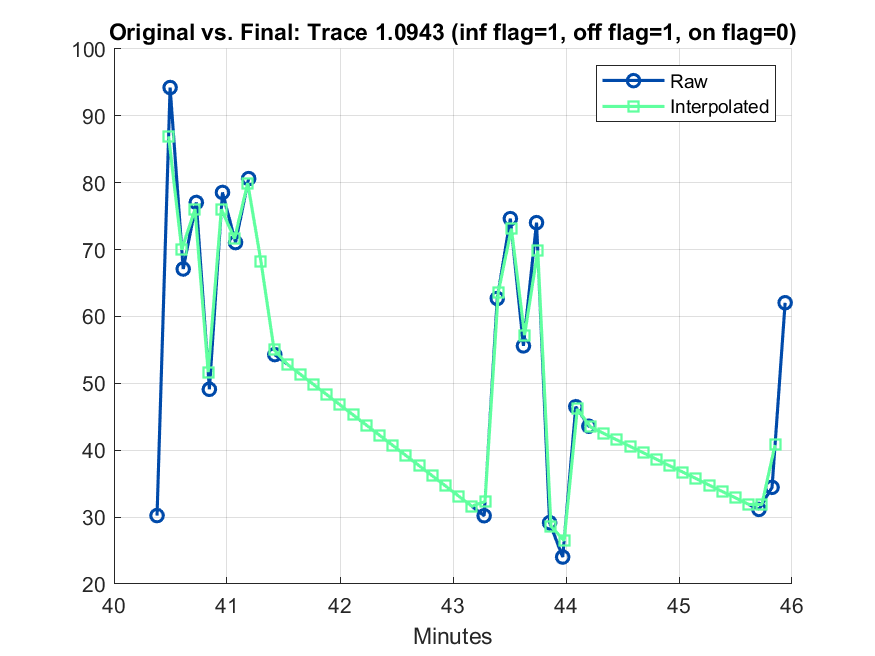 Original vs. Final: Trace 1.0943 (inf flag=1, off flag=1, on flag=0)
100
90
80
70
60
50
40
30
20
Raw
Interpolated
40 41 42 43 44 45 46
Minutes